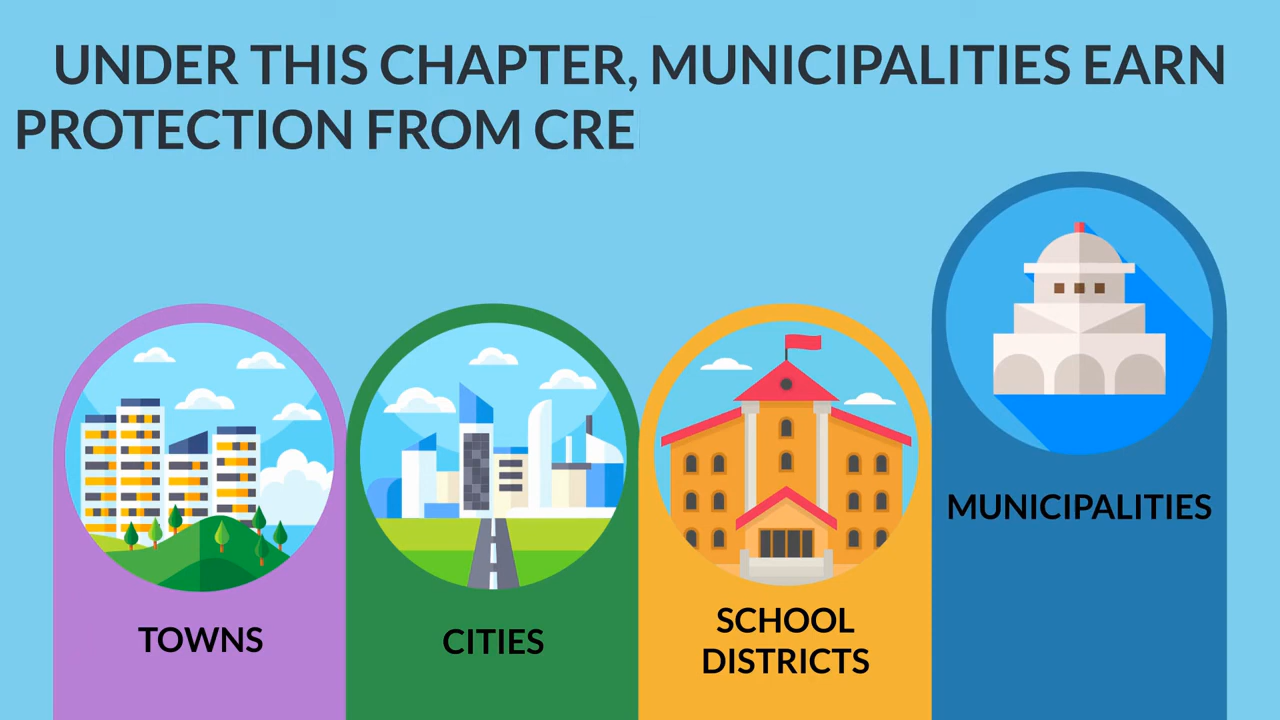 UNDER THIS CHAPTER, MUNICIPALITIES EARN
PROTECTION FROM CRE
TOWNS
CITIES
SCHOOL
DISTRICTS
MUNICIPALITIES